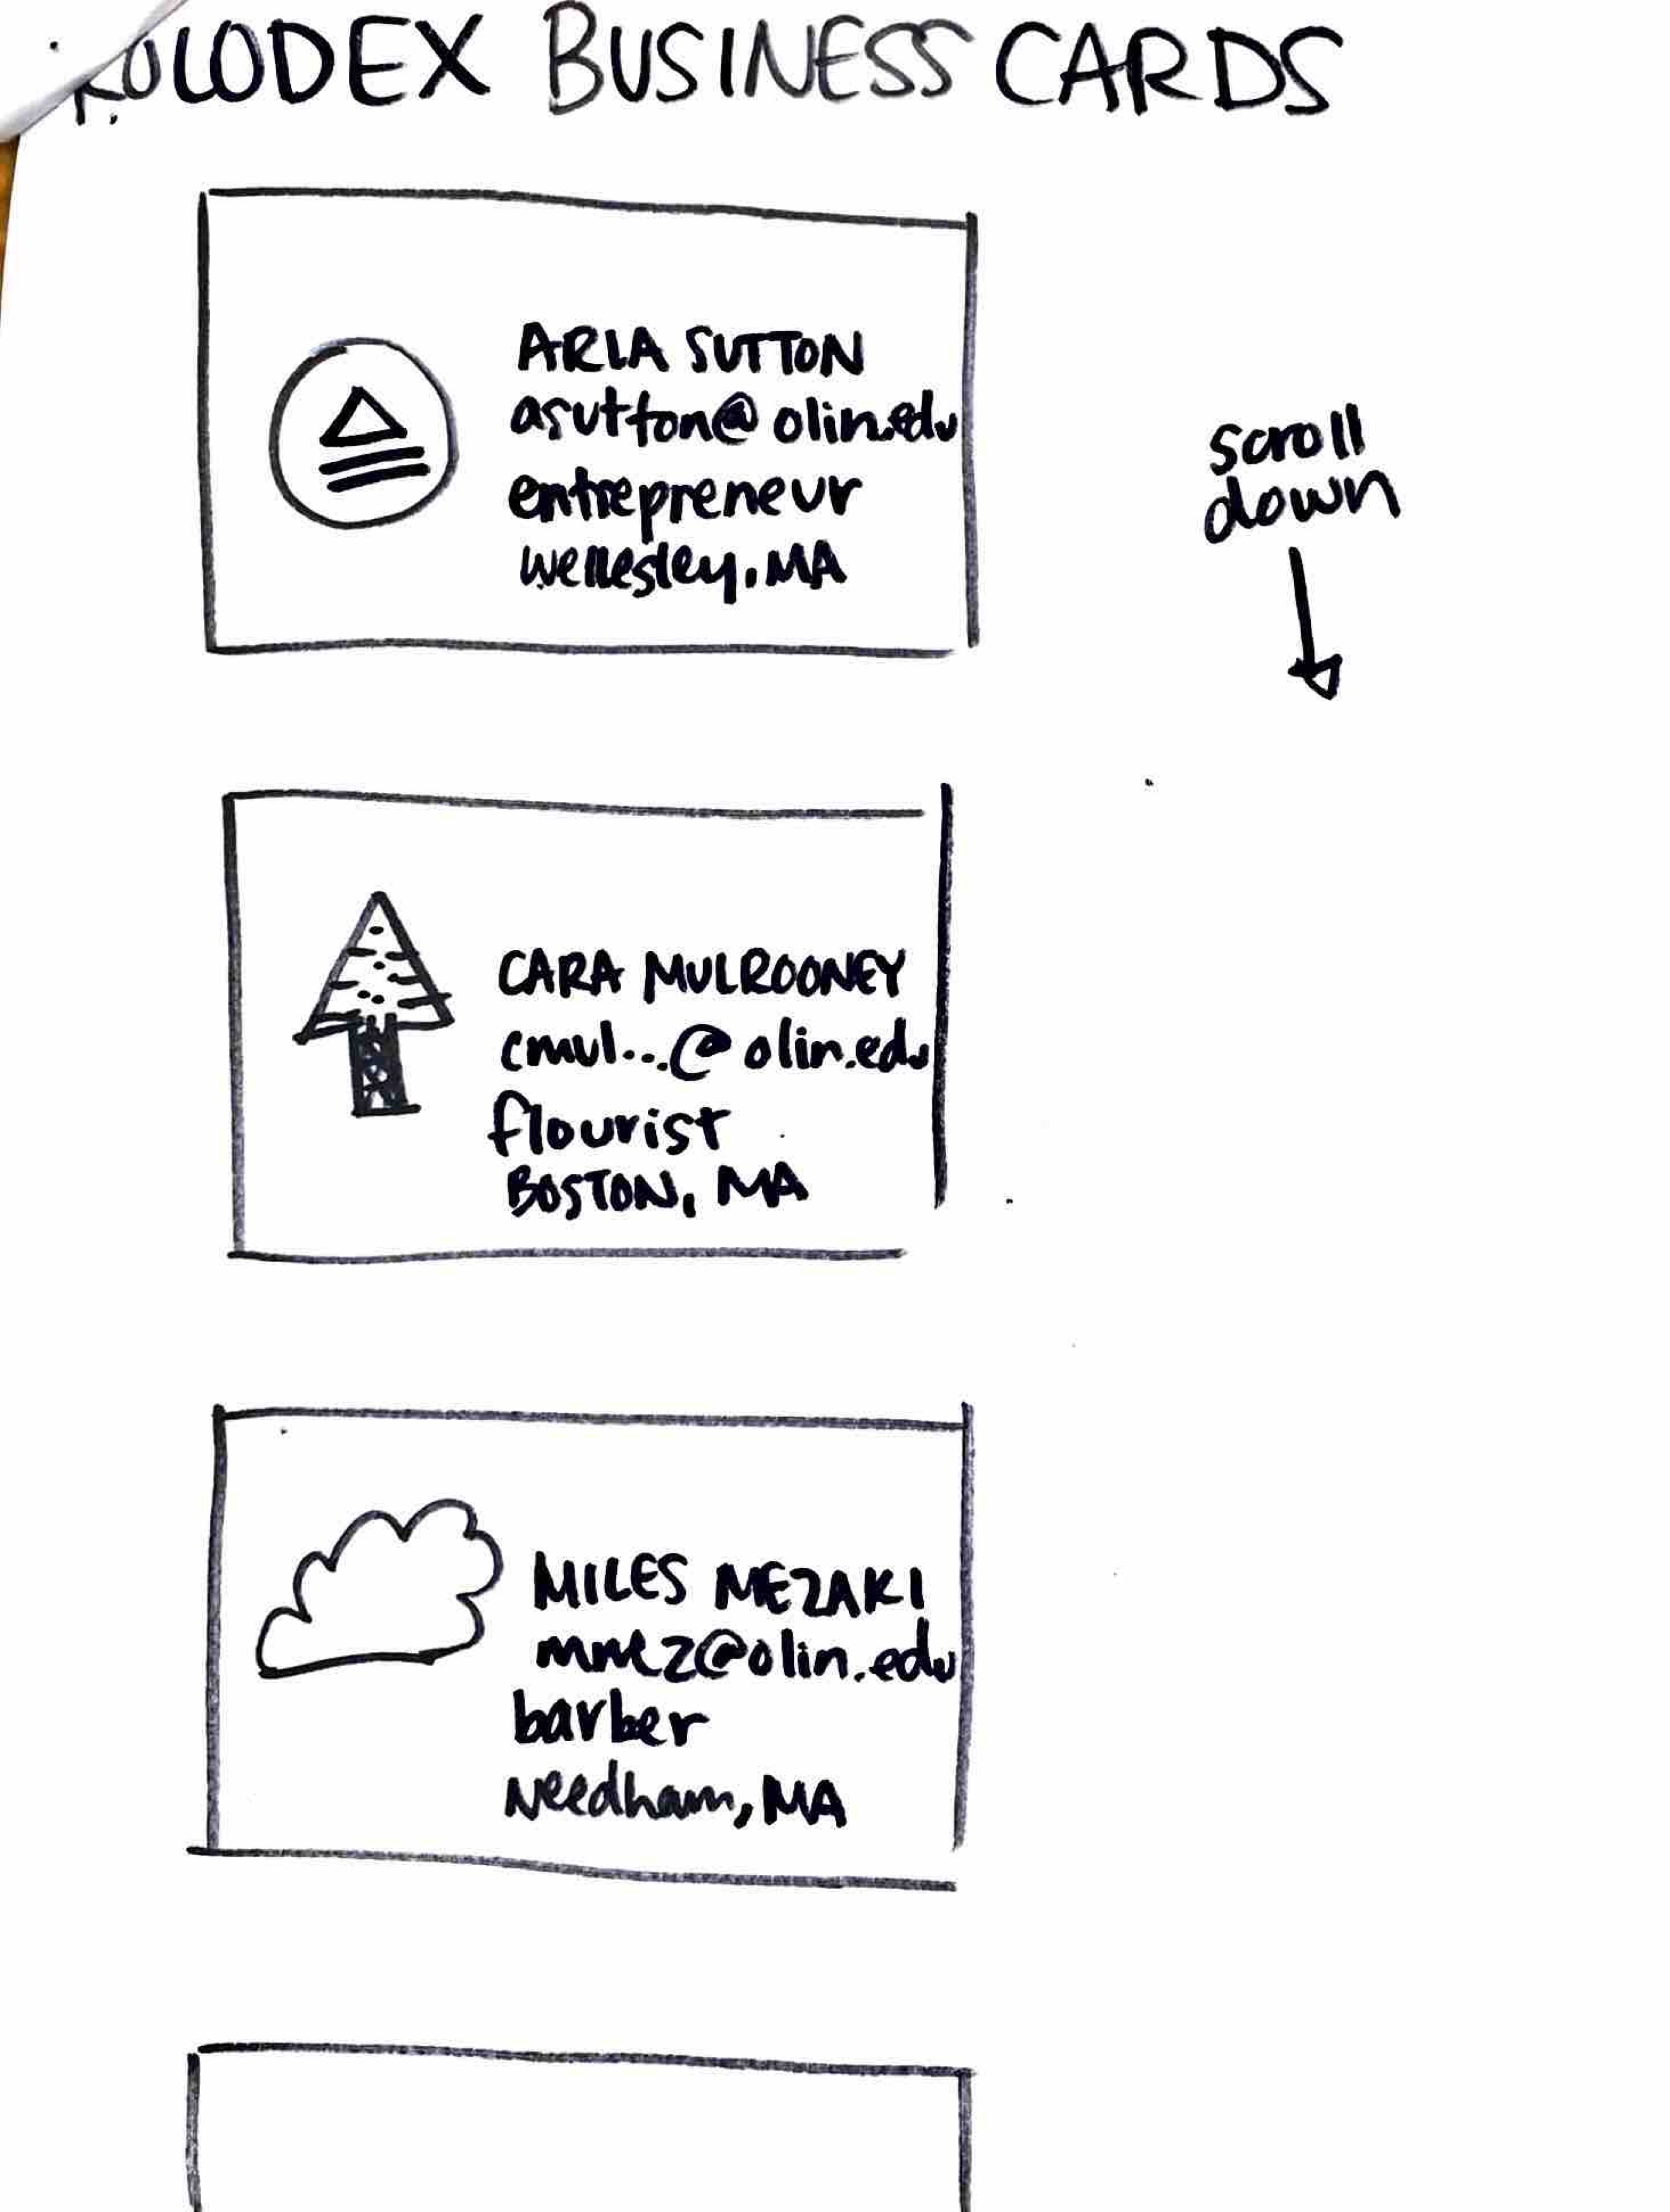 ROLODEX BUSINESS CARDS
ARLA SUTTON
asutton@olin.edu
entrepreneur
Wellesley, MA
scroll
down
CARA MULROONEY
cmul...@olin.edu
flourist
BOSTON, MA
MILES MEZAKI
mmez@olin.edu
barber
Needham, MA